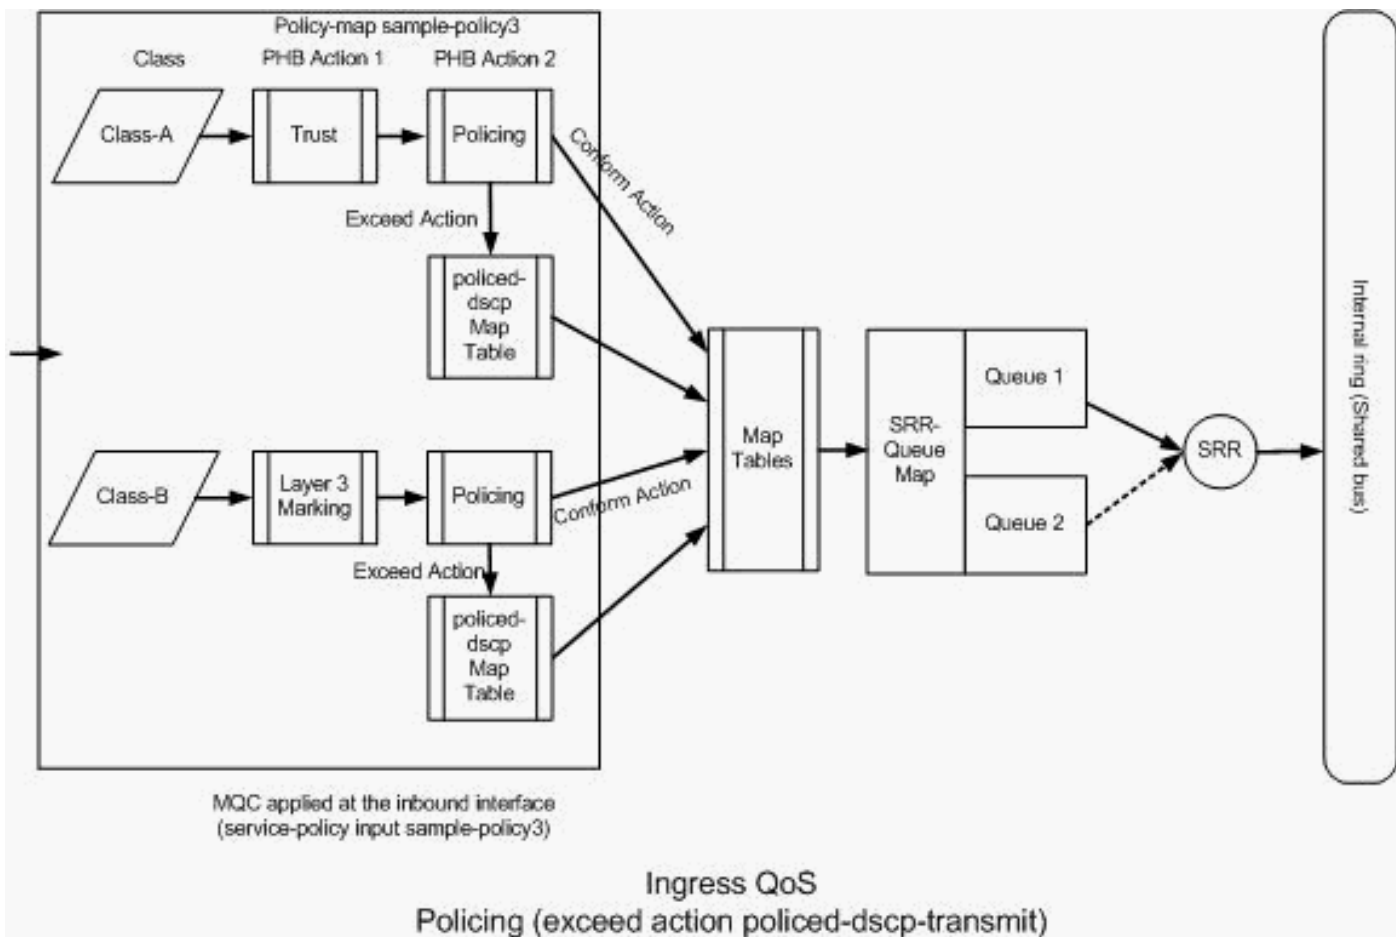 Policy-map sample-policy3
Class
PHB Action 1
PHB Action 2
Class-A
Trust
Policing
Conform Action
Exceed Action
policed-
dscp
Map
Table
Class-B
Layer 3
Marking
Policing
Conform Action
Exceed Action
policed-
dscp
Map
Table
Map
Tables
SRR-
Queue
Map
Queue 1
Queue 2
SRR
Internal ring (Shared bus)
MQC applied at the inbound interface
(service-policy input sample-policy3)
Ingress QoS
Policing (exceed action policed-dscp-transmit)